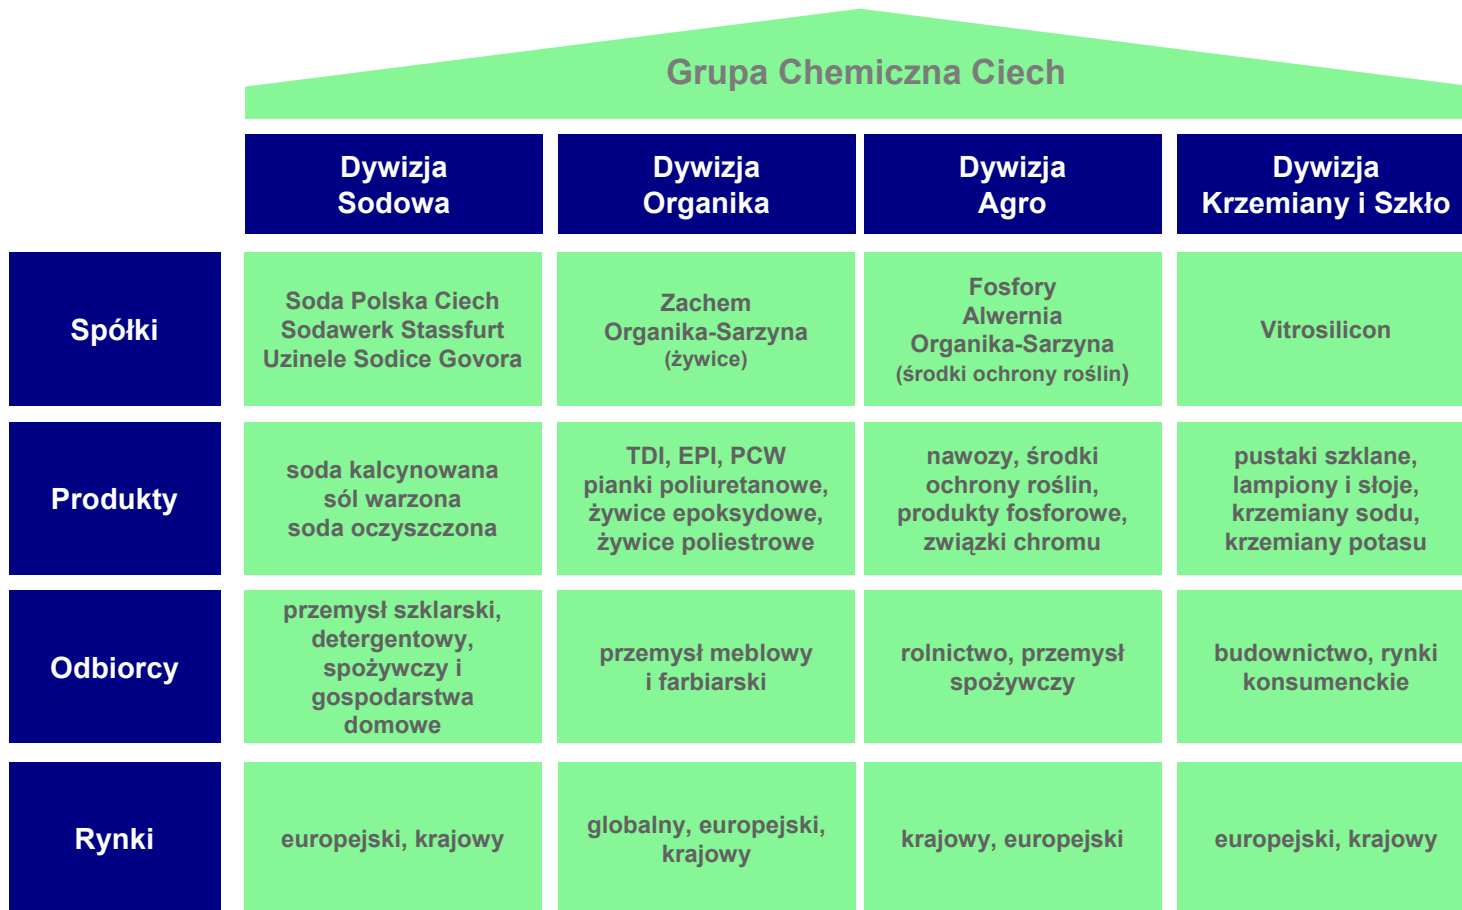 Grupa Chemiczna Ciech
Dywizja
Sodowa
Dywizja
Organika
Dywizja
Agro
Dywizja
Krzemiany i Szkło
Spółki
Soda Polska Ciech
Sodawerk Stassfurt
Uzinele Sodice Govora
Zachem
Organika-Sarzyna
(żywice)
Fosfory
Alwernia
Organika-Sarzyna
(środki ochrony roślin)
Vitrosilicon
Produkty
soda kalcynowana
sól warzona
soda oczyszczona
TDI, EPI, PCW
pianki poliuretanowe,
żywice epoksydowe,
żywice poliestrowe
nawozy, środki
ochrony roślin,
produkty fosforowe,
związki chromu
pustaki szklane,
lampiony i słoje,
krzemiany sodu,
krzemiany potasu
Odbiorcy
przemysł szklarski,
detergentowy,
spożywczy i
gospodarstwa
domowe
przemysł meblowy
i farbiarski
rolnictwo, przemysł
spożywczy
budownictwo, rynki
konsumenckie
Rynki
europejski, krajowy
globalny, europejski,
krajowy
krajowy, europejski
europejski, krajowy